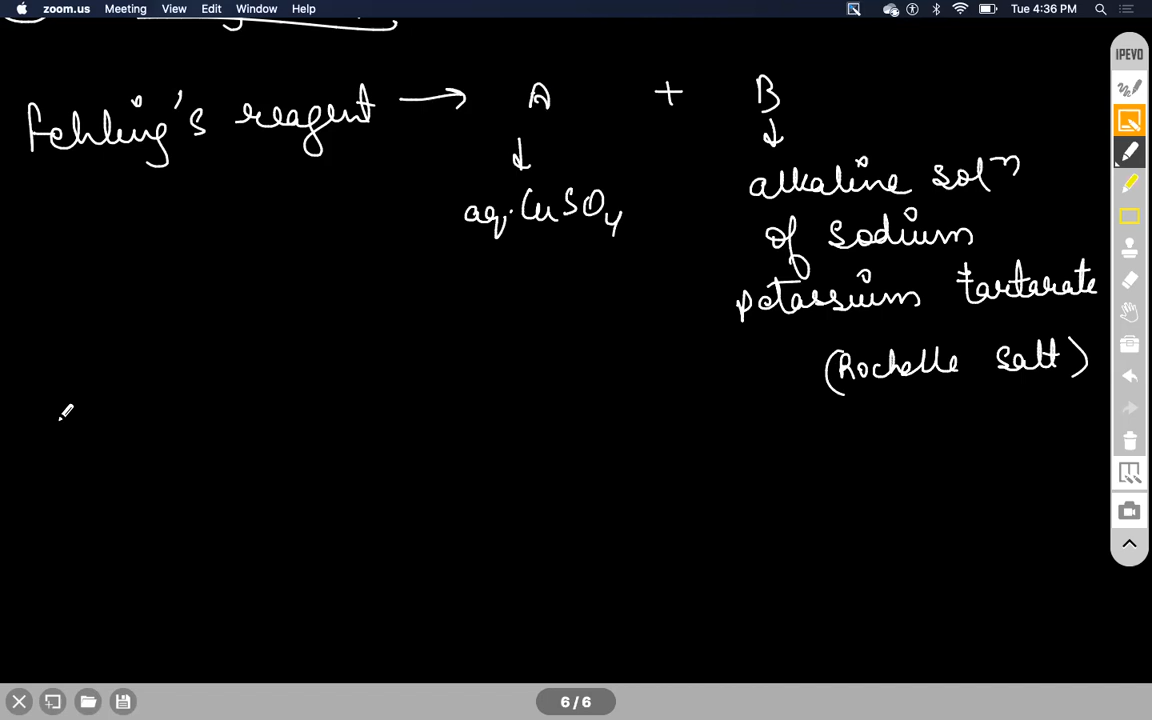 zoom.us Meeting View Edit Window Help Tue 4:36 PM
IPEVO
Fehling's reagent → A + B
↓ ↓
aq. CuSO4
alkaline solⁿ
of sodium
potassium tartarate
(Rochelle salt)
6 / 6